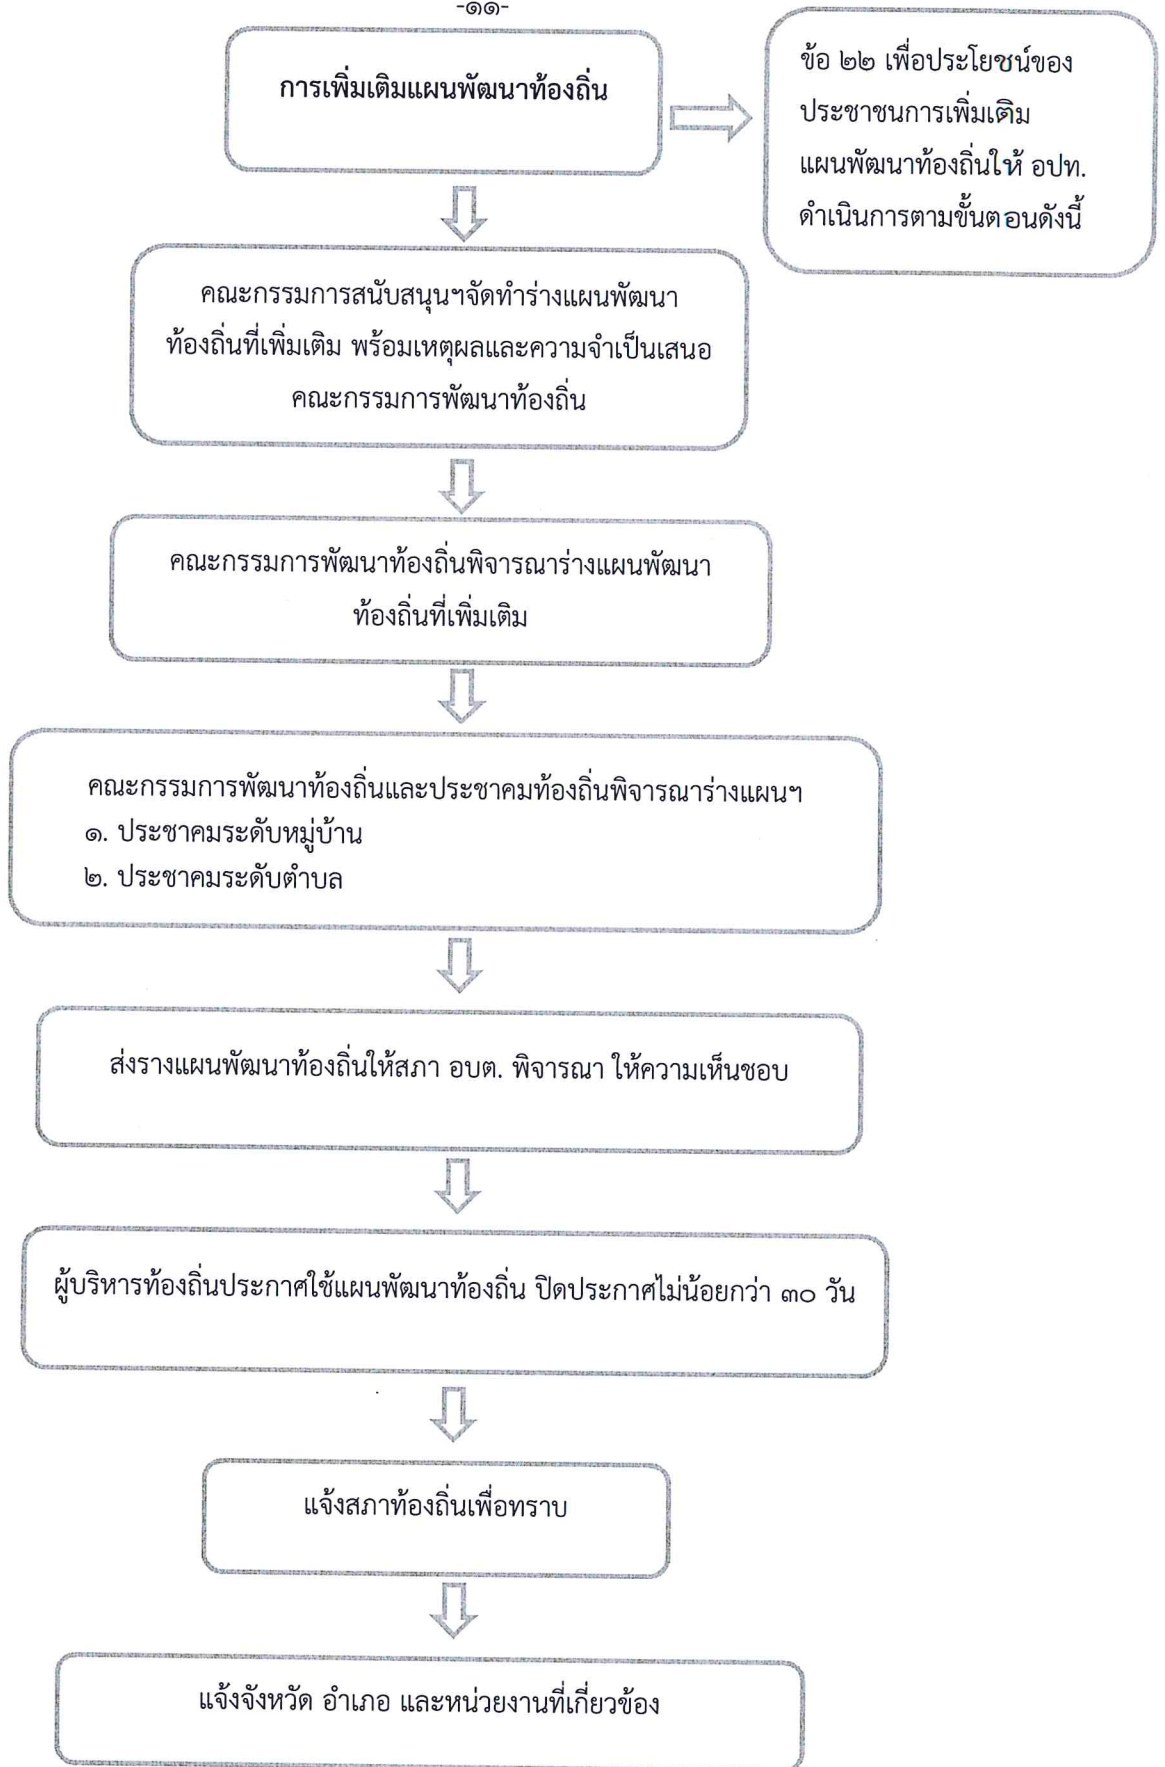 -๑๑-
การเพิ่มเติมแผนพัฒนาท้องถิ่น
ข้อ ๒๒ เพื่อประโยชน์ของ
ประชาชนการเพิ่มเติม
แผนพัฒนาท้องถิ่นให้ อปท.
ดำเนินการตามขั้นตอนดังนี้
คณะกรรมการสนับสนุนฯจัดทำร่างแผนพัฒนา
ท้องถิ่นที่เพิ่มเติม พร้อมเหตุผลและความจำเป็นเสนอ
คณะกรรมการพัฒนาท้องถิ่น
คณะกรรมการพัฒนาท้องถิ่นพิจารณาร่างแผนพัฒนา
ท้องถิ่นที่เพิ่มเติม
คณะกรรมการพัฒนาท้องถิ่นและประชาคมท้องถิ่นพิจารณาร่างแผนฯ
๑. ประชาคมระดับหมู่บ้าน
๒. ประชาคมระดับตำบล
ส่งรางแผนพัฒนาท้องถิ่นให้สภา อบต. พิจารณา ให้ความเห็นชอบ
ผู้บริหารท้องถิ่นประกาศใช้แผนพัฒนาท้องถิ่น ปิดประกาศไม่น้อยกว่า ๓๐ วัน
แจ้งสภาท้องถิ่นเพื่อทราบ
แจ้งจังหวัด อำเภอ และหน่วยงานที่เกี่ยวข้อง